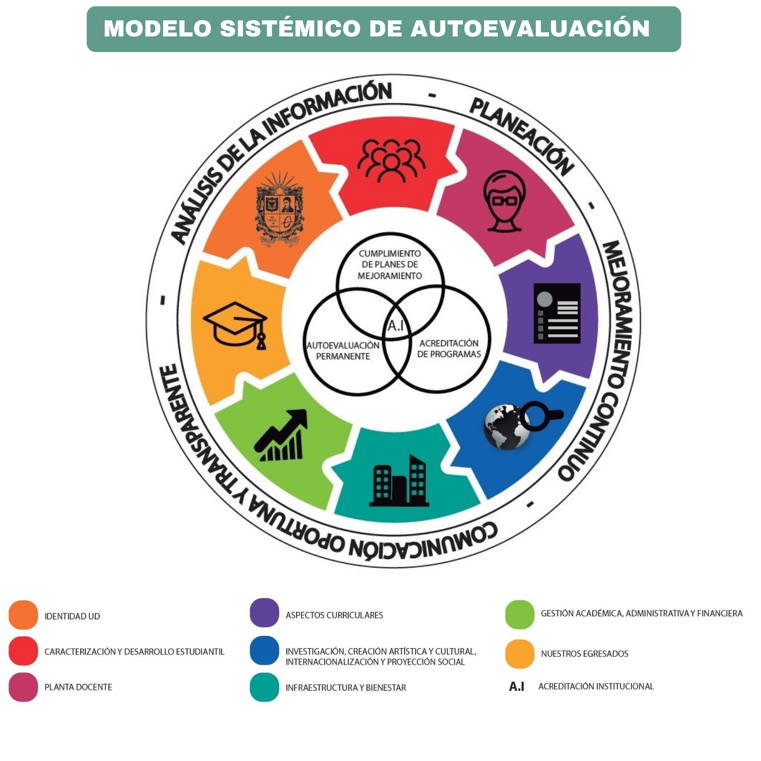 MODELO SISTÉMICO DE AUTOEVALUACIÓN
ANÁLISIS DE LA INFORMACIÓN - PLANEACIÓN - MEJORAMIENTO CONTINUO - COMUNICACIÓN OPORTUNA Y TRANSPARENTE -
CUMPLIMIENTO
DE PLANES DE
MEJORAMIENTO
A.I
AUTOEVALUACIÓN
PERMANENTE
ACREDITACIÓN
DE PROGRAMAS
IDENTIDAD UD
CARACTERIZACIÓN Y DESARROLLO ESTUDIANTIL
PLANTA DOCENTE
ASPECTOS CURRICULARES
INVESTIGACIÓN, CREACIÓN ARTÍSTICA Y CULTURAL,
INTERNACIONALIZACIÓN Y PROYECCIÓN SOCIAL
INFRAESTRUCTURA Y BIENESTAR
GESTIÓN ACADÉMICA, ADMINISTRATIVA Y FINANCIERA
NUESTROS EGRESADOS
A.I ACREDITACIÓN INSTITUCIONAL